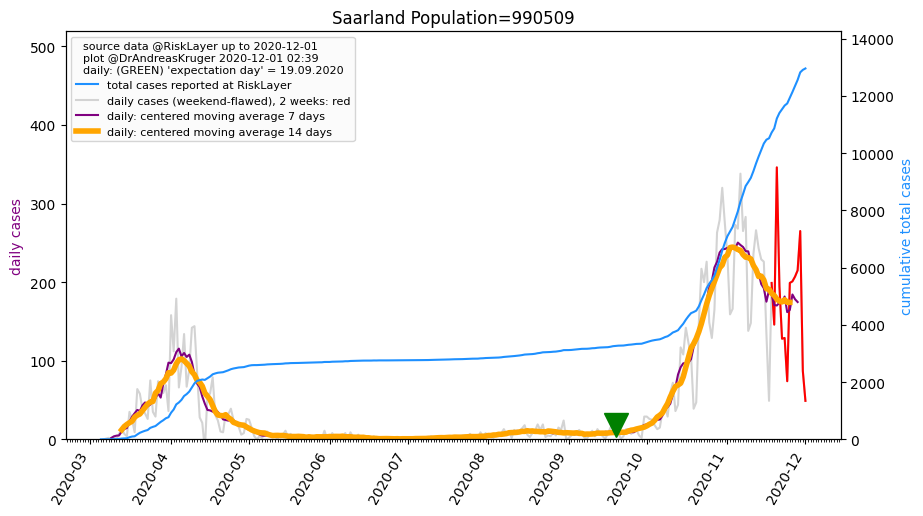 Saarland Population=990509
source data @RiskLayer up to 2020-12-01
plot @DrAndreasKruger 2020-12-01 02:39
daily: (GREEN) 'expectation day' = 19.09.2020
total cases reported at RiskLayer
daily cases (weekend-flawed), 2 weeks: red
daily: centered moving average 7 days
daily: centered moving average 14 days
daily cases
500
400
300
200
100
0
cumulative total cases
14000
12000
10000
8000
6000
4000
2000
0
2020-03
2020-04
2020-05
2020-06
2020-07
2020-08
2020-09
2020-10
2020-11
2020-12